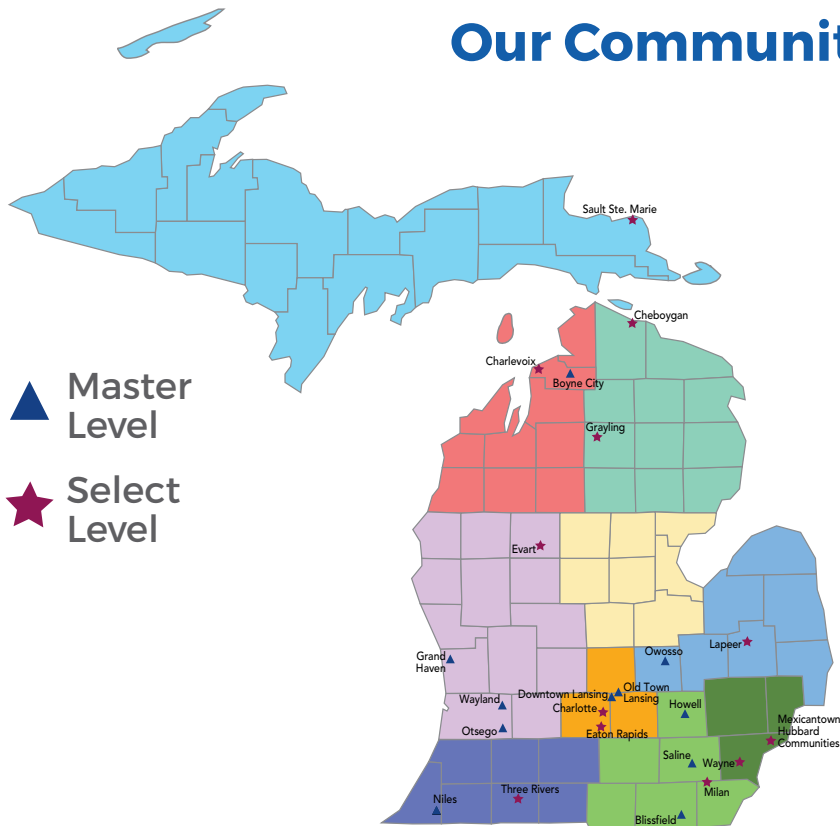 Our Communit
Sault Ste. Marie
Cheboygan
Charlevoix
Boyne City
Master
Level
Grayling
Select
Level
Evart
Grand
Haven
Owosso
Lapeer
Wayland
Downtown Lansing
Old Town
Lansing
Charlotte
Howell
Otsego
Eaton Rapids
Mexicantown
Hubbard
Communities
Saline
Wayne
Three Rivers
Milan
Niles
Blissfield